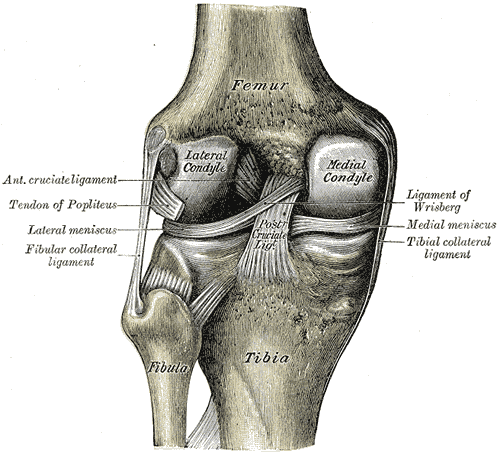 Femur
Lateral
Condyle
Medial
Condyle
Ant. cruciate ligament
Tendon of Popliteus
Lateral meniscus
Fibular collateral
ligament
Ligament of
Wrisberg
Medial meniscus
Tibial collateral
ligament
Postr
Cruciate
Lig.
Fibula
Tibia